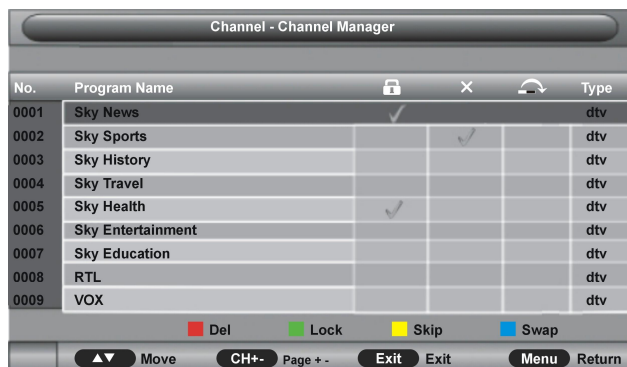 Channel - Channel Manager
No. Program Name Type
0001 Sky News dtv
0002 Sky Sports dtv
0003 Sky History dtv
0004 Sky Travel dtv
0005 Sky Health dtv
0006 Sky Entertainment dtv
0007 Sky Education dtv
0008 RTL dtv
0009 VOX dtv
Del Lock Skip Swap
▲▼ Move CH+- Page + - Exit Exit Menu Return